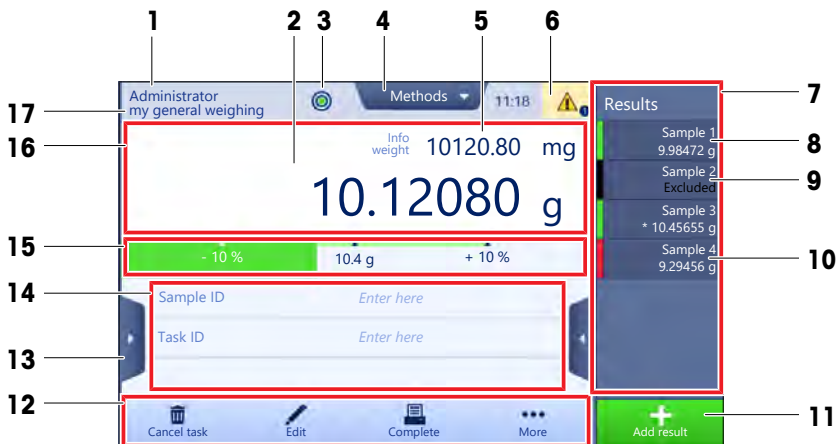 1 2 3 4 5 6
Administrator
my general weighing
Methods
11:18
Results
7
17
16
Info
weight
10120.80 mg
10.12080 g
Sample 1
9.98472 g
8
Sample 2
Excluded
9
Sample 3
* 10.45655 g
Sample 4
9.29456 g
10
15
- 10 % 10.4 g + 10 %
14
Sample ID Enter here
Task ID Enter here
13
12
Cancel task Edit Complete More
Add result
11